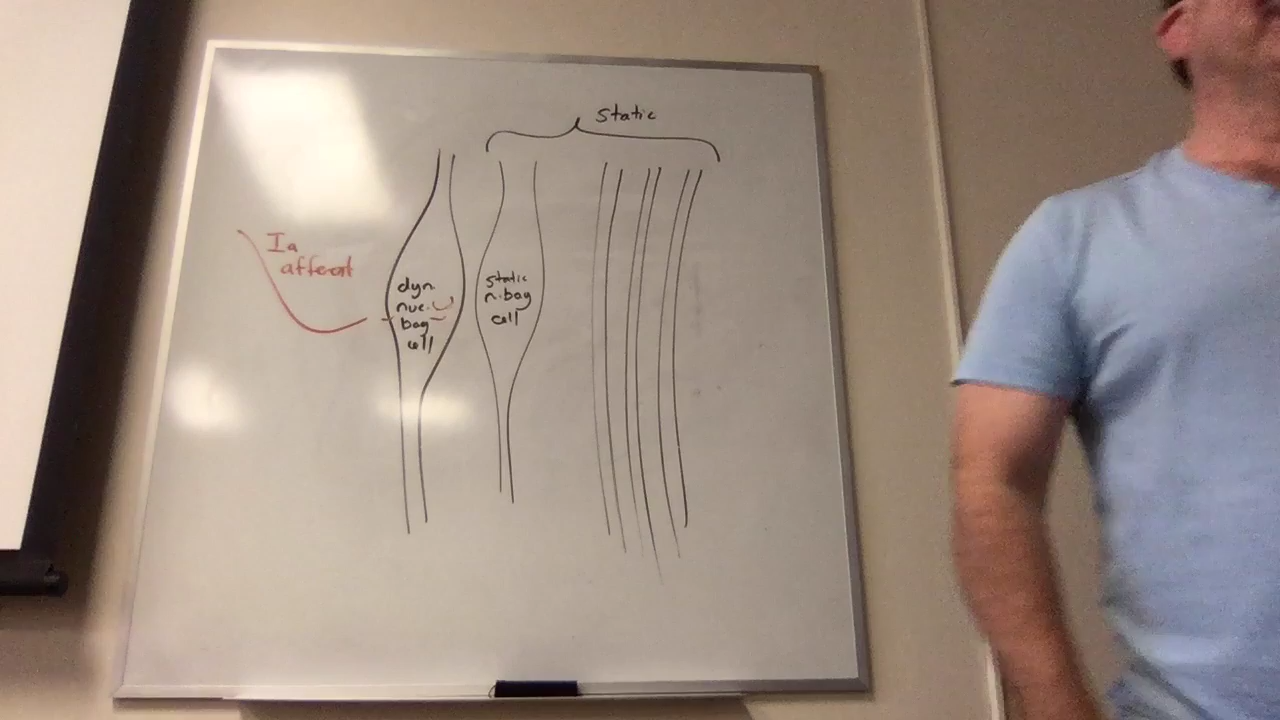 Static
Ia
afferent
dyn.
nuc.
bag
cell
static
n.bag
cell